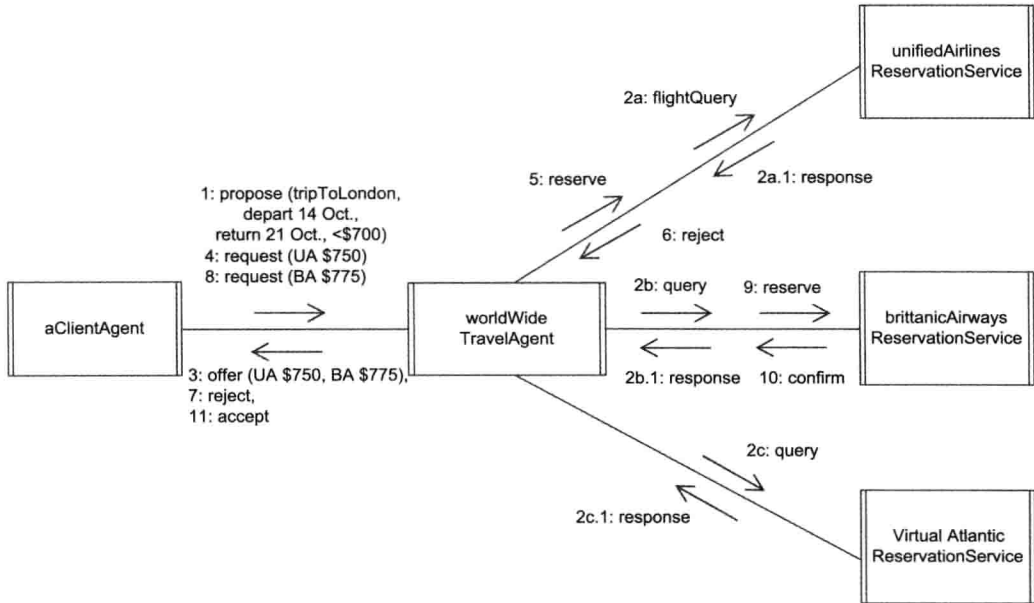 unifiedAirlines
ReservationService
2a: flightQuery
2a.1: response
5: reserve
6: reject
1: propose (tripToLondon,
depart 14 Oct.,
return 21 Oct., <$700)
4: request (UA $750)
8: request (BA $775)
aClientAgent
worldWide
TravelAgent
3: offer (UA $750, BA $775),
7: reject,
11: accept
2b: query
9: reserve
2b.1: response
10: confirm
brittanicAirways
ReservationService
2c: query
2c.1: response
Virtual Atlantic
ReservationService